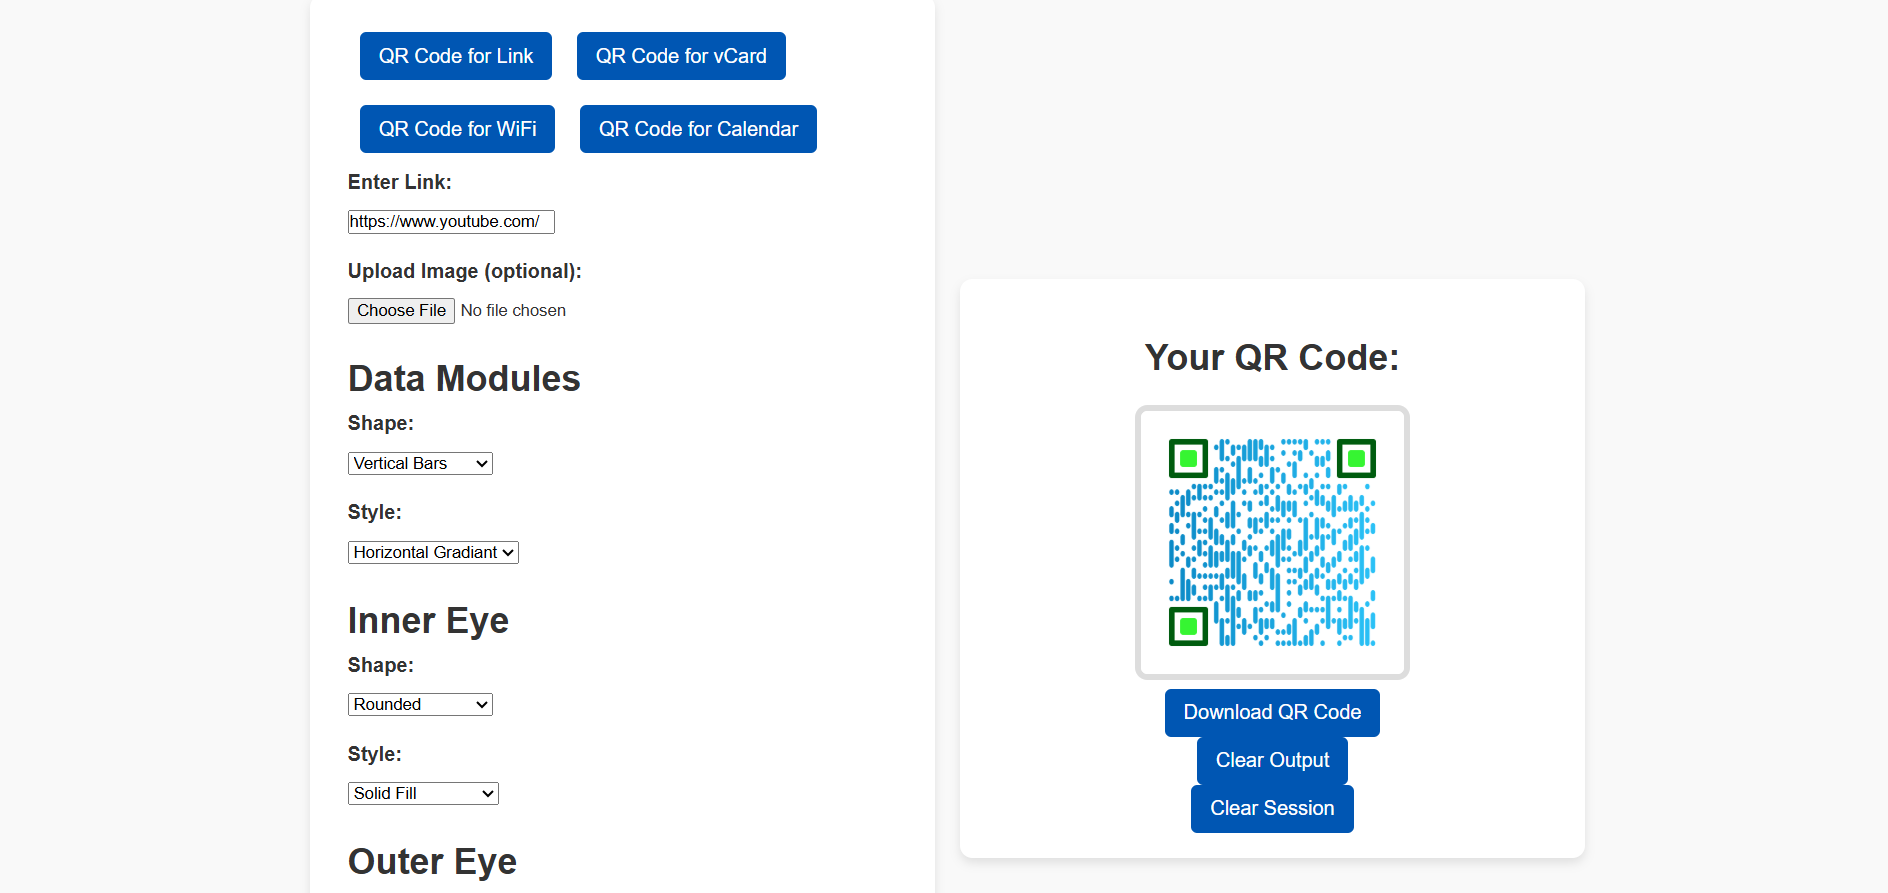 QR Code for Link
QR Code for vCard
QR Code for WiFi
QR Code for Calendar
Enter Link:
https://www.youtube.com/
Upload Image (optional):
Choose File No file chosen
Data Modules
Shape:
Vertical Bars
Style:
Horizontal Gradiant
Inner Eye
Shape:
Rounded
Style:
Solid Fill
Outer Eye
Your QR Code:
Download QR Code
Clear Output
Clear Session